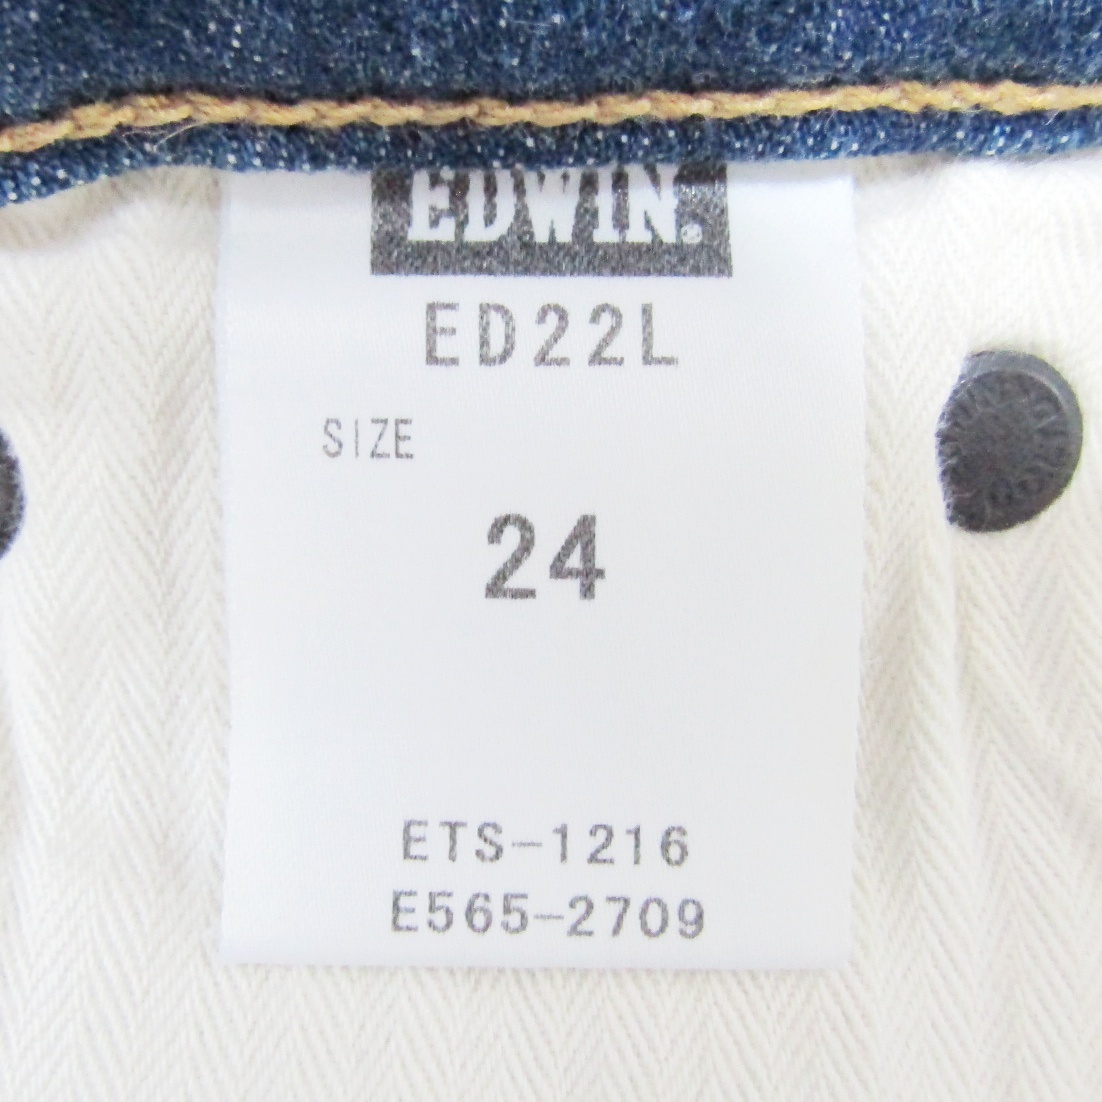 EDWIN®
ED22L
SIZE
24
ETS-1216
E565-2709